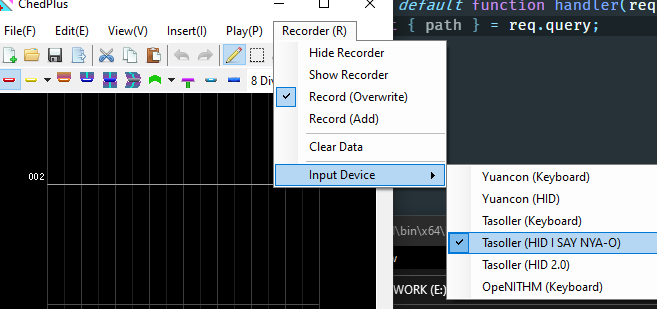 ChedPlus
default function handler(req
{ path } = req.query;
File(F) Edit(E) View(V) Insert(I) Play(P) Recorder (R)
Hide Recorder
Show Recorder
Record (Overwrite)
Record (Add)
Clear Data
Input Device
8 Div
002
Yuancon (Keyboard)
Yuancon (HID)
Tasoller (Keyboard)
Tasoller (HID I SAY NYA-O)
Tasoller (HID 2.0)
OpeNITHM (Keyboard)
\bin\x64\
WORK (E:)